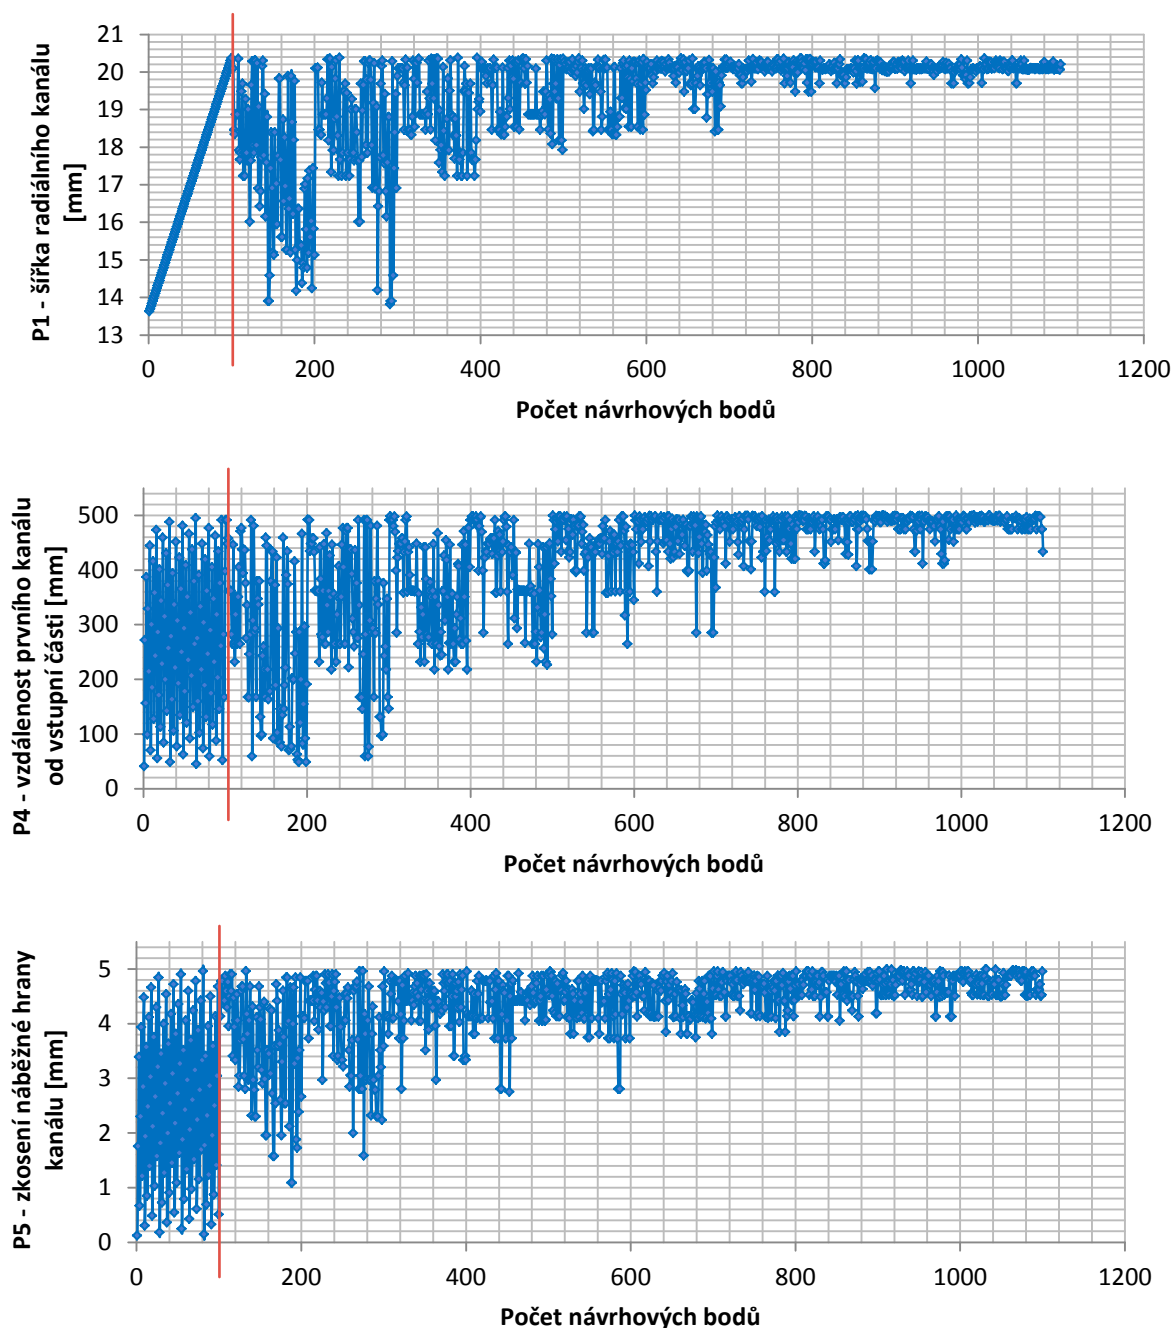 P1 - šířka radiálního kanálu
[mm]
21
20
19
18
17
16
15
14
13
0 200 400 600 800 1000 1200
Počet návrhových bodů
P4 - vzdálenost prvního kanálu
od vstupní části [mm]
500
400
300
200
100
0
0 200 400 600 800 1000 1200
Počet návrhových bodů
P5 - zkosení náběžné hrany
kanálu [mm]
5
4
3
2
1
0
0 200 400 600 800 1000 1200
Počet návrhových bodů